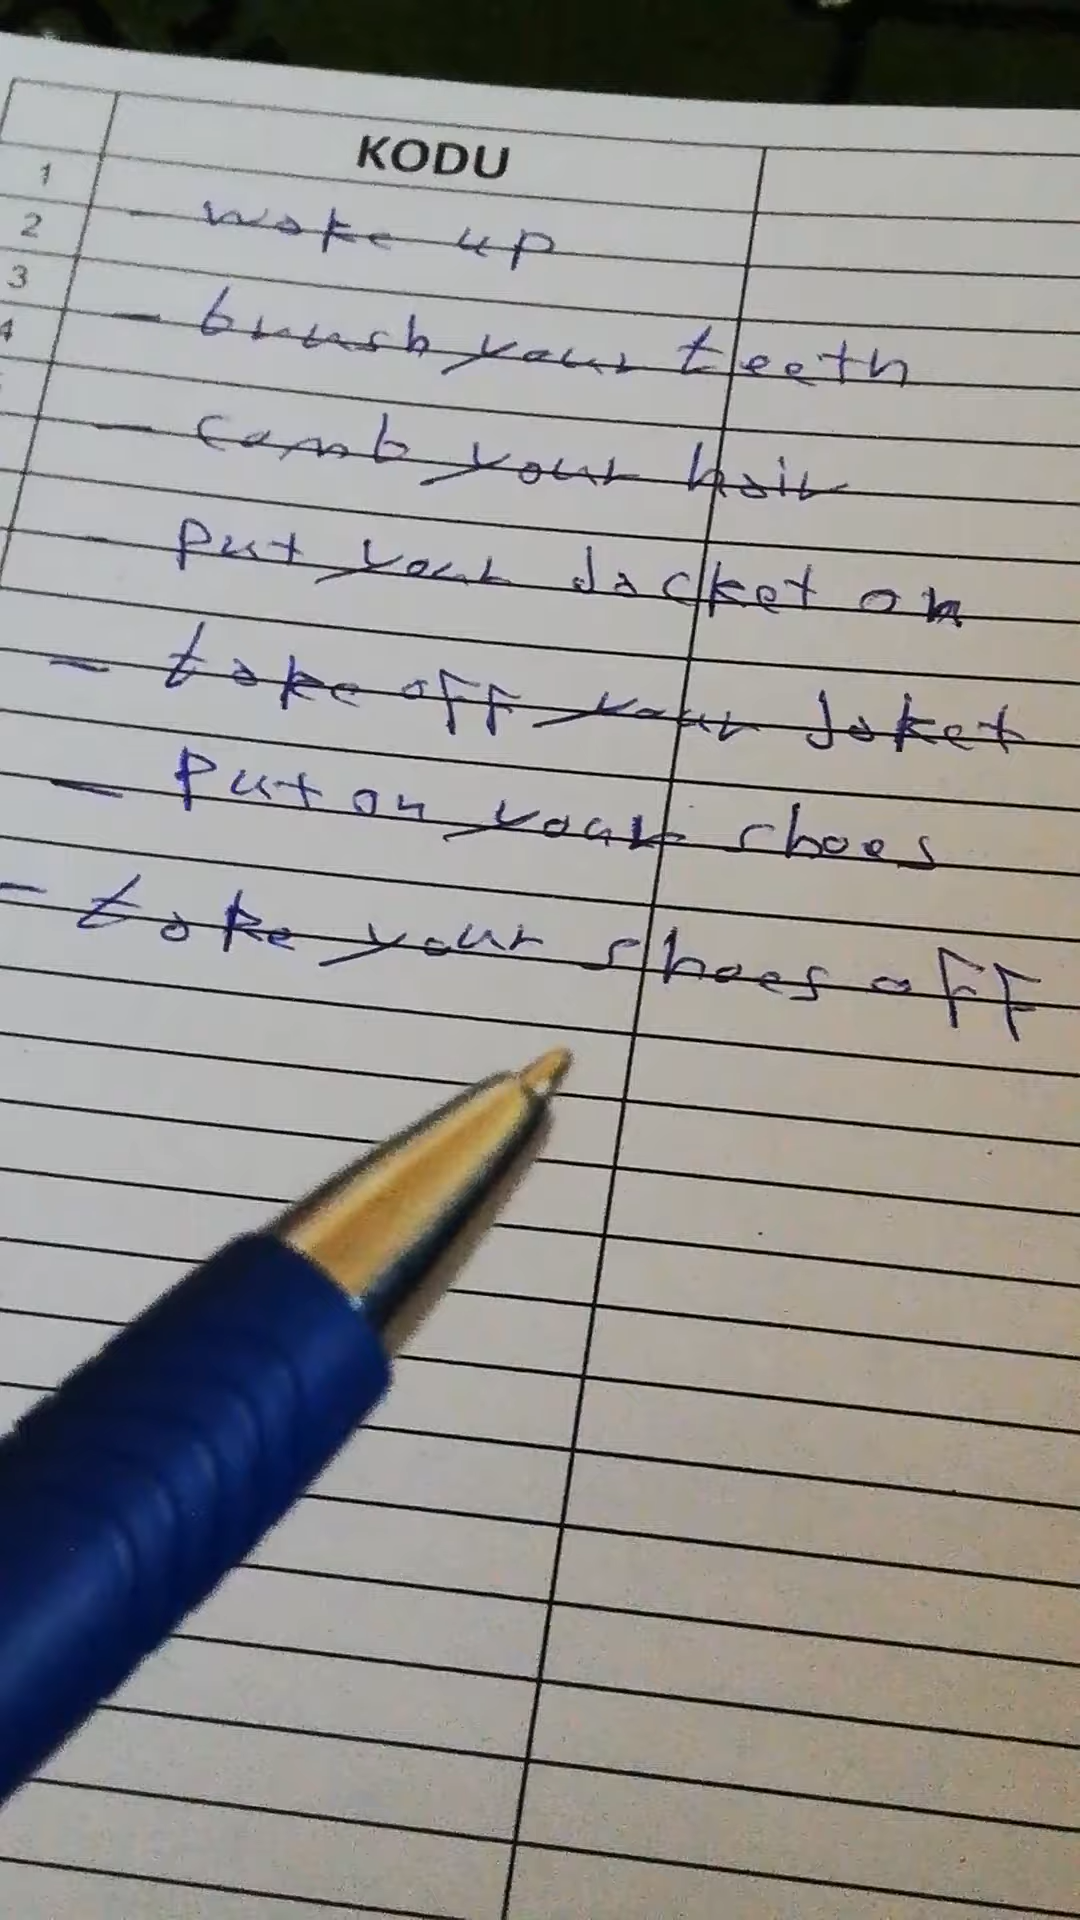 KODU
1
2
3
4
- woke up
- brush your teeth
- comb your hair
- Put your Jacket on
- take off your Jaket
- Put on your shoes
- take your shoes off